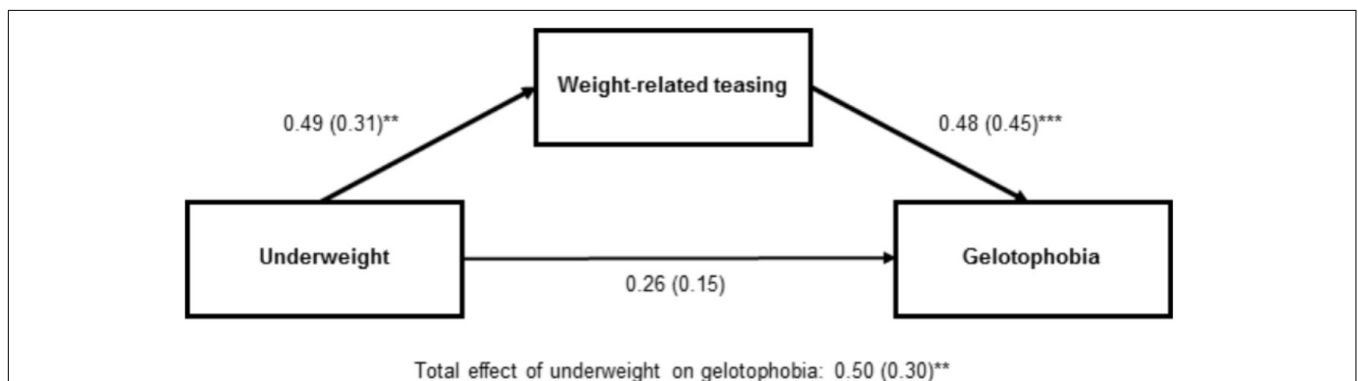 Weight-related teasing
0.49 (0.31)**
0.48 (0.45)***
Underweight
Gelotophobia
0.26 (0.15)
Total effect of underweight on gelotophobia: 0.50 (0.30)**